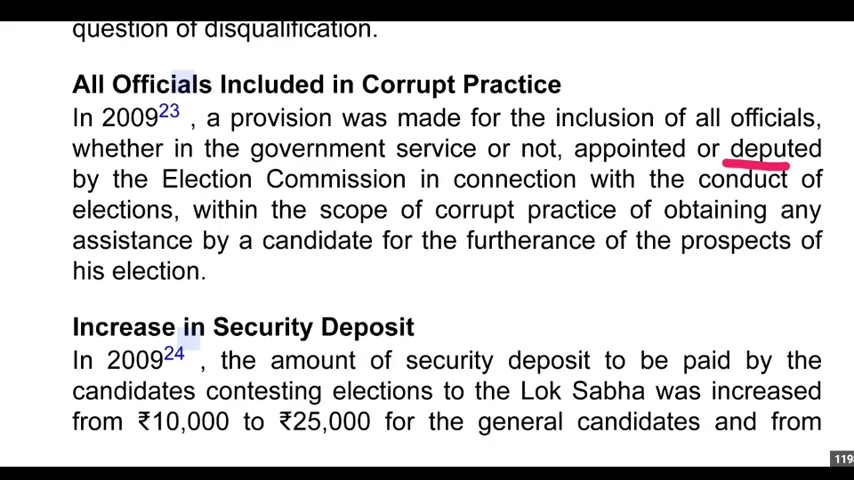 question of disqualification.
All Officials Included in Corrupt Practice
In 2009²³ , a provision was made for the inclusion of all officials,
whether in the government service or not, appointed or deputed
by the Election Commission in connection with the conduct of
elections, within the scope of corrupt practice of obtaining any
assistance by a candidate for the furtherance of the prospects of
his election.
Increase in Security Deposit
In 2009²⁴ , the amount of security deposit to be paid by the
candidates contesting elections to the Lok Sabha was increased
from ₹10,000 to ₹25,000 for the general candidates and from